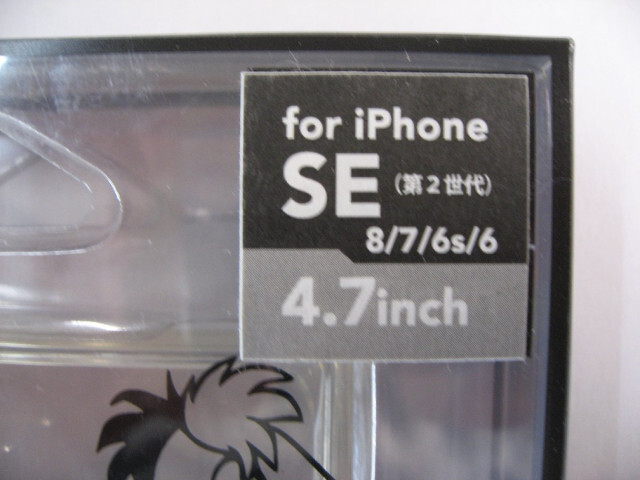 for iPhone
SE（第２世代）
8/7/6s/6
4.7inch